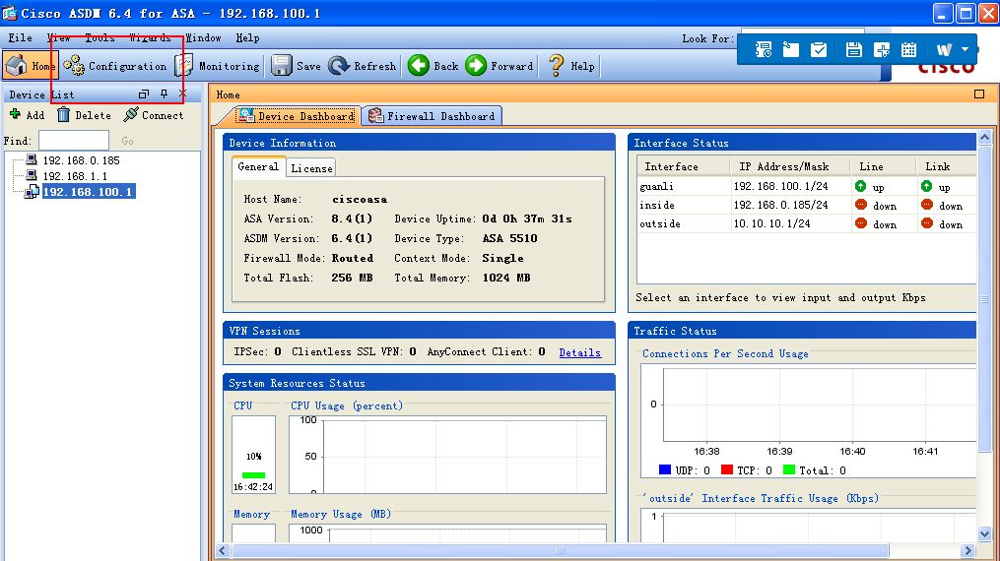 Cisco ASDM 6.4 for ASA - 192.168.100.1
File View Tools Wizards Window Help Look For:
Home Configuration Monitoring Save Refresh Back Forward Help
W
CISCO
Device List
Add Delete Connect
Find: Go
192.168.0.185
192.168.1.1
192.168.100.1
Home
Device Dashboard Firewall Dashboard
Device Information
General License
Host Name: ciscoasa
ASA Version: 8.4(1) Device Uptime: 0d 0h 37m 31s
ASDM Version: 6.4(1) Device Type: ASA 5510
Firewall Mode: Routed Context Mode: Single
Total Flash: 256 MB Total Memory: 1024 MB
Interface Status
Interface IP Address/Mask Line Link
guanli 192.168.100.1/24 up up
inside 192.168.0.185/24 down down
outside 10.10.10.1/24 down down
Select an interface to view input and output Kbps
VPN Sessions
IPSec: 0 Clientless SSL VPN: 0 AnyConnect Client: 0 Details
System Resources Status
CPU CPU Usage (percent)
100
50
0
10%
16:42:24
Memory Memory Usage (MB)
1000
Traffic Status
Connections Per Second Usage
0
16:38 16:39 16:40 16:41
UDP: 0 TCP: 0 Total: 0
'outside' Interface Traffic Usage (Kbps)
1